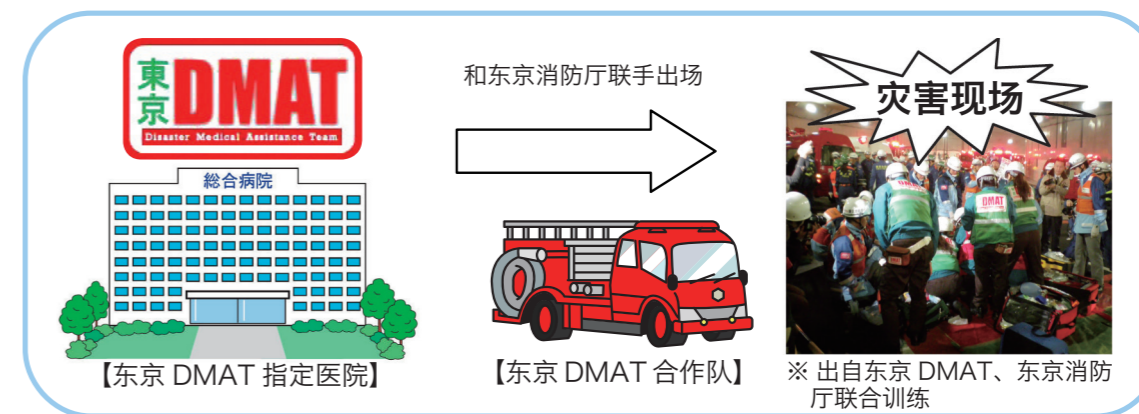 東京
DMAT
Disaster Medical Assistance Team
総合病院
【东京 DMAT 指定医院】
和东京消防厅联手出场
【东京 DMAT 合作队】
灾害现场
DMAT
DMAT
※ 出自东京 DMAT、东京消防
厅联合训练